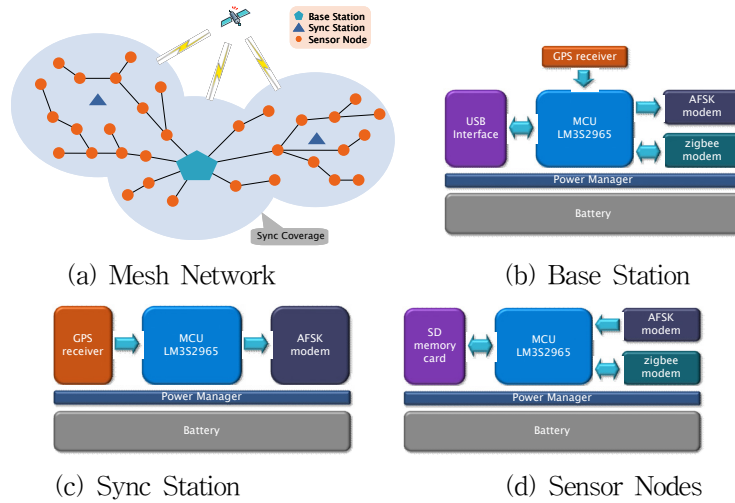 Base Station
Sync Station
Sensor Node
Sync Coverage
(a) Mesh Network
GPS receiver
USB
Interface
MCU
LM3S2965
AFSK
modem
zigbee
modem
Power Manager
Battery
(b) Base Station
GPS
receiver
MCU
LM3S2965
AFSK
modem
Power Manager
Battery
(c) Sync Station
SD
memory
card
MCU
LM3S2965
AFSK
modem
zigbee
modem
Power Manager
Battery
(d) Sensor Nodes